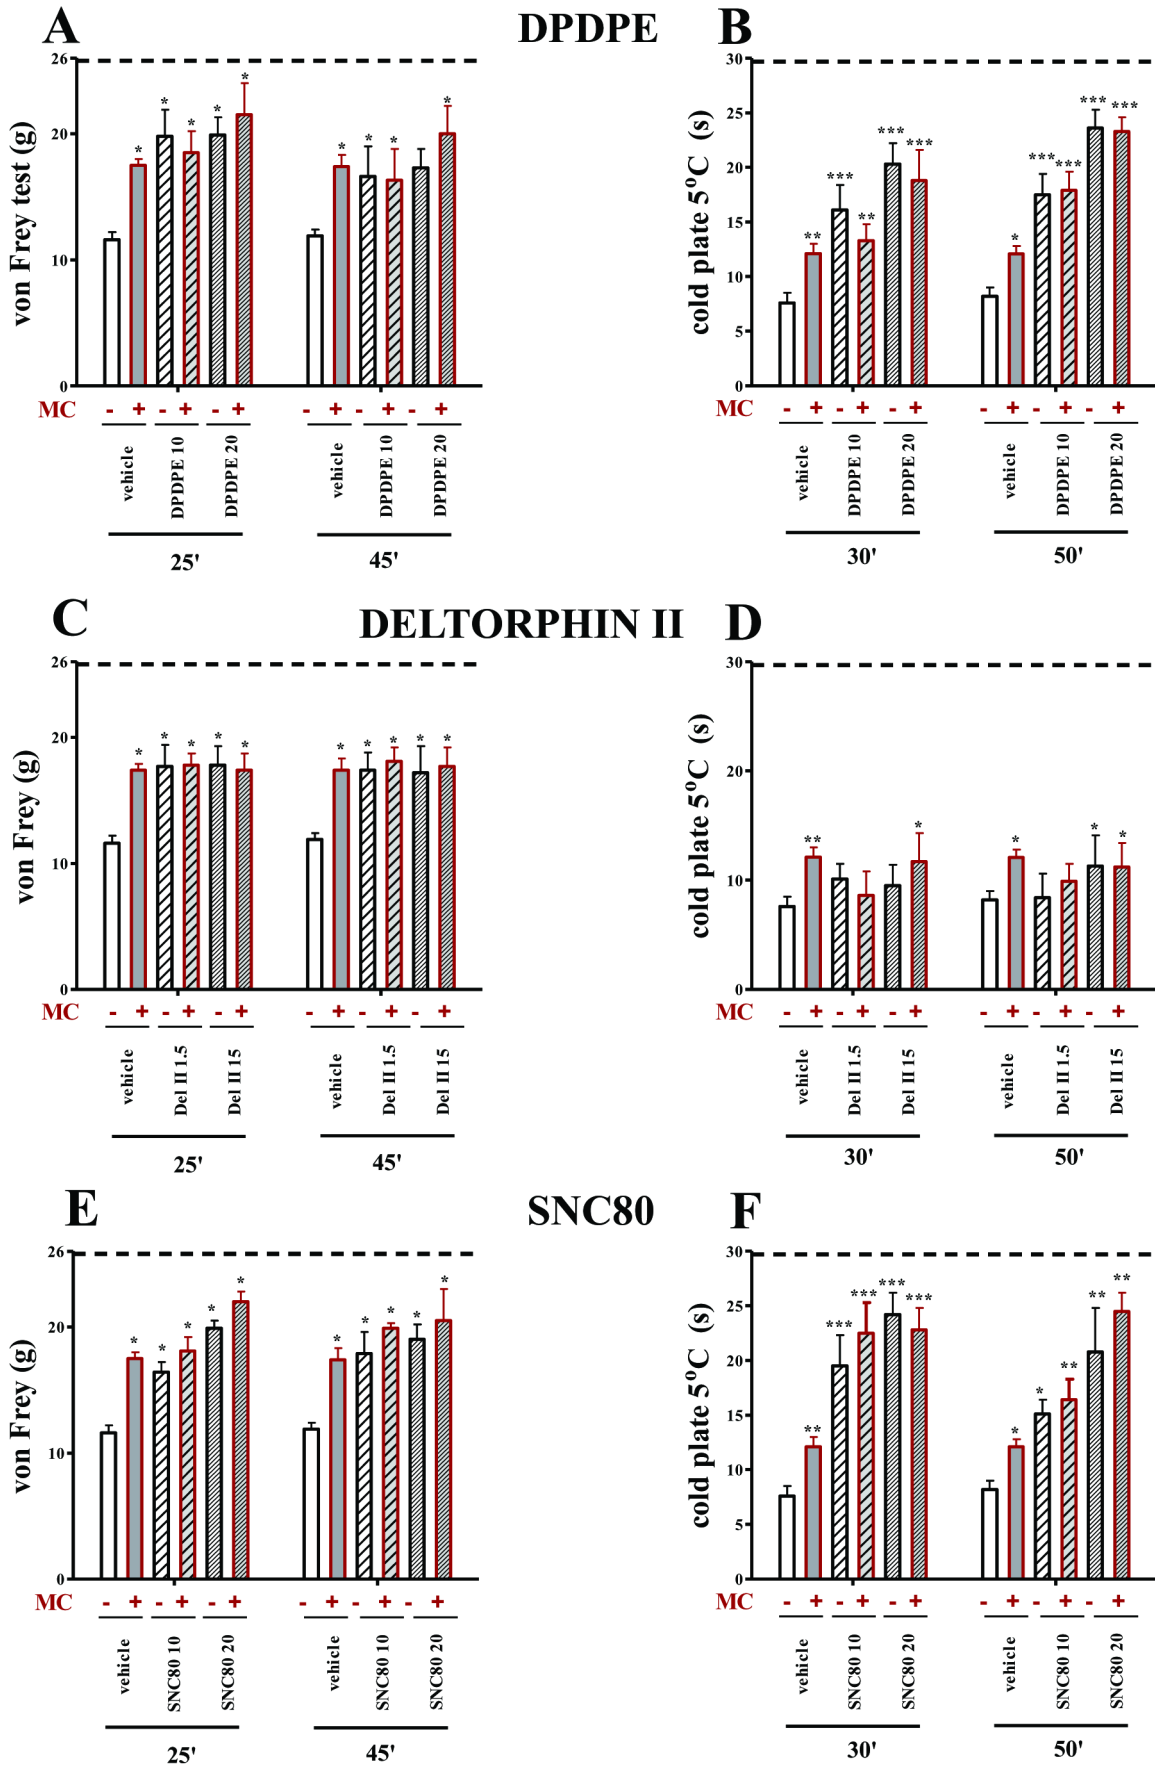 A
DPDPE
B
von Frey test (g)
26
20
10
0
MC - + - + - + - + - + - +
vehicle
DPDPE 10
DPDPE 20
vehicle
DPDPE 10
DPDPE 20
25'
45'
* * * * * * * * *
cold plate 5°C (s)
30
25
20
15
10
5
0
** *** ** *** *** * *** *** *** ***
MC - + - + - + - + - + - +
vehicle
DPDPE 10
DPDPE 20
vehicle
DPDPE 10
DPDPE 20
30'
50'
C
DELTORPHIN II
D
von Frey (g)
26
20
10
0
* * * * * * * * * *
MC - + - + - + - + - + - +
vehicle
Del II 1.5
Del II 15
vehicle
Del II 1.5
Del II 15
25'
45'
cold plate 5°C (s)
30
20
10
0
** * * * *
MC - + - + - + - + - + - +
vehicle
Del II 1.5
Del II 15
vehicle
Del II 1.5
Del II 15
30'
50'
E
SNC80
F
von Frey (g)
26
20
10
0
* * * * * * * * * *
MC - + - + - + - + - + - +
vehicle
SNC80 10
SNC80 20
vehicle
SNC80 10
SNC80 20
25'
45'
cold plate 5°C (s)
30
25
20
15
10
5
0
** *** *** *** *** * * ** ** **
MC - + - + - + - + - + - +
vehicle
SNC80 10
SNC80 20
vehicle
SNC80 10
SNC80 20
30'
50'